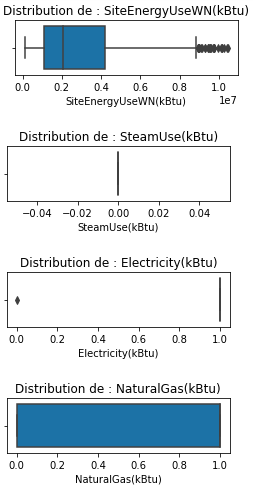 Distribution de : SiteEnergyUseWN(kBtu)
0.0 0.2 0.4 0.6 0.8 1.0
SiteEnergyUseWN(kBtu) 1e7
Distribution de : SteamUse(kBtu)
−0.04 −0.02 0.00 0.02 0.04
SteamUse(kBtu)
Distribution de : Electricity(kBtu)
0.0 0.2 0.4 0.6 0.8 1.0
Electricity(kBtu)
Distribution de : NaturalGas(kBtu)
0.0 0.2 0.4 0.6 0.8 1.0
NaturalGas(kBtu)